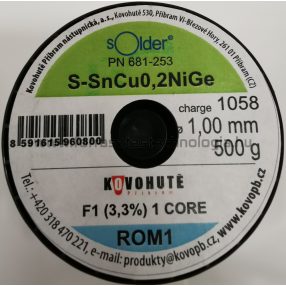 Kovohutě Příbram nástupnická, a.s., Kovohutě 530, Příbram VI-Březové Hory, 261 01 Příbram (CZ)
sOlder®
PN 681-253
S-SnCu0,2NiGe
charge 1058
ø 1,00 mm
500 g
8 591615 960800
KOVOHUTĚ
Příbram
F1 (3,3%) 1 CORE
ROM1
Tel.: +420 318 470 221, e-mail: produkty@kovopb.cz www.kovopb.cz